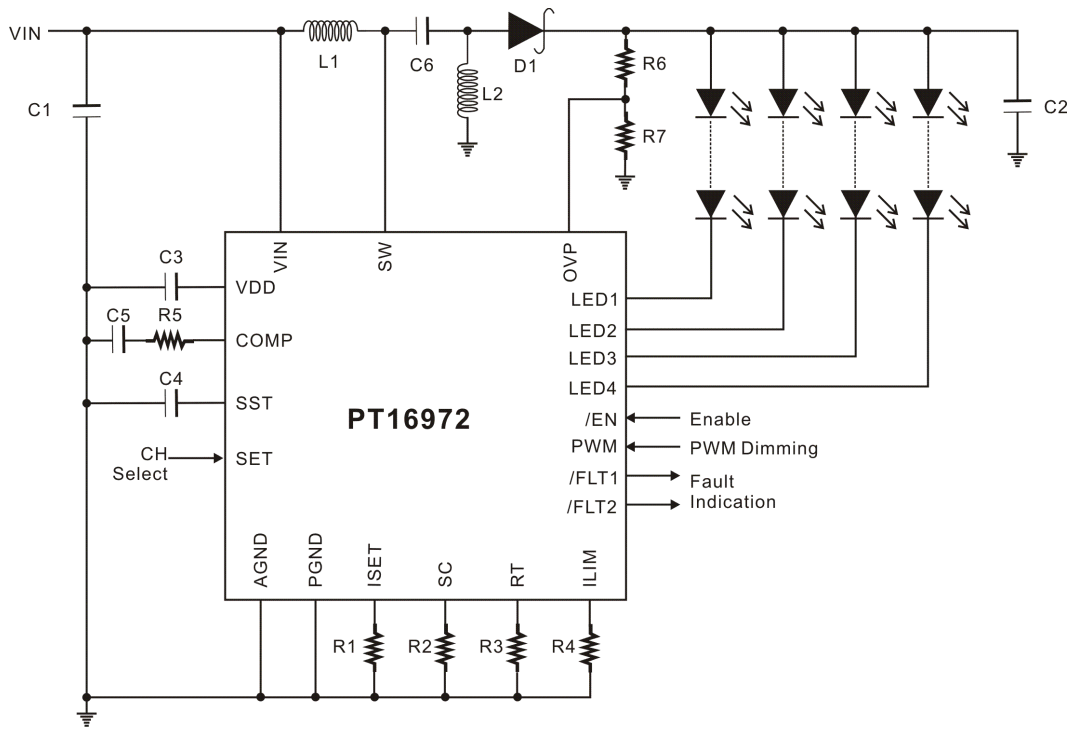 VIN
L1
C6
D1
R6
L2
C1
C2
R7
VIN
SW
OVP
C3
VDD
LED1
C5
R5
LED2
COMP
LED3
C4
LED4
SST
PT16972
/EN
Enable
CH
Select
SET
PWM
PWM Dimming
/FLT1
Fault
Indication
/FLT2
AGND
PGND
ISET
SC
RT
ILIM
R1
R2
R3
R4